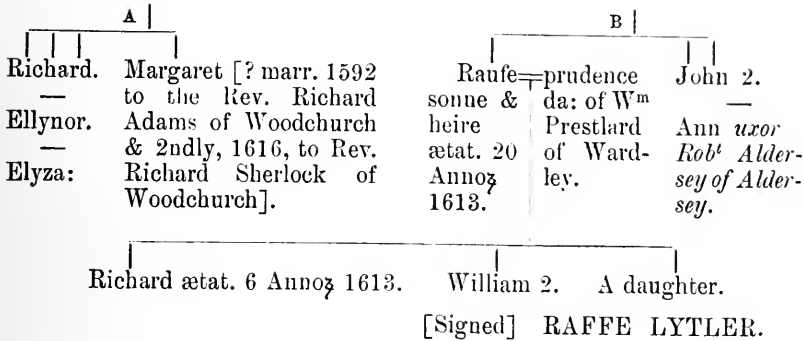 A B
Richard.
—
Ellynor.
—
Elyza:
Margaret [? marr. 1592
to the Rev. Richard
Adams of Woodchurch
& 2ndly, 1616, to Rev.
Richard Sherlock of
Woodchurch].
Raufe
sonne &
heire
ætat. 20
Annoꝫ
1613.
prudence
da: of Wᵐ
Prestlard
of Ward-
ley.
John 2.
—
Ann uxor
Robᵗ Alder-
sey of Alder-
sey.
Richard ætat. 6 Annoꝫ 1613. William 2. A daughter.
[Signed] RAFFE LYTLER.